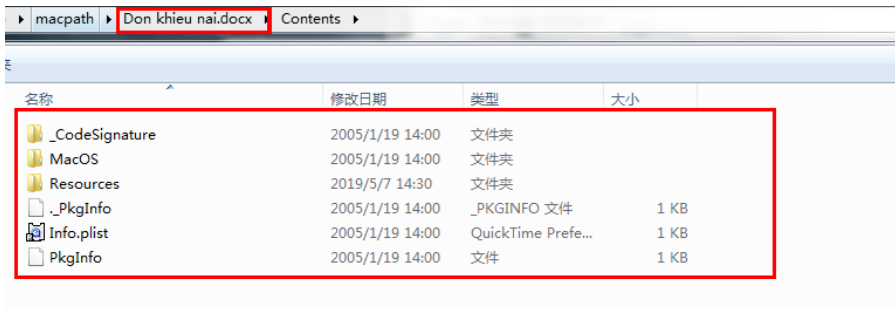 macpath Don khieu nai.docx Contents
名称 修改日期 类型 大小
_CodeSignature 2005/1/19 14:00 文件夹
MacOS 2005/1/19 14:00 文件夹
Resources 2019/5/7 14:30 文件夹
._PkgInfo 2005/1/19 14:00 _PKGINFO 文件 1 KB
Info.plist 2005/1/19 14:00 QuickTime Prefe... 1 KB
PkgInfo 2005/1/19 14:00 文件 1 KB